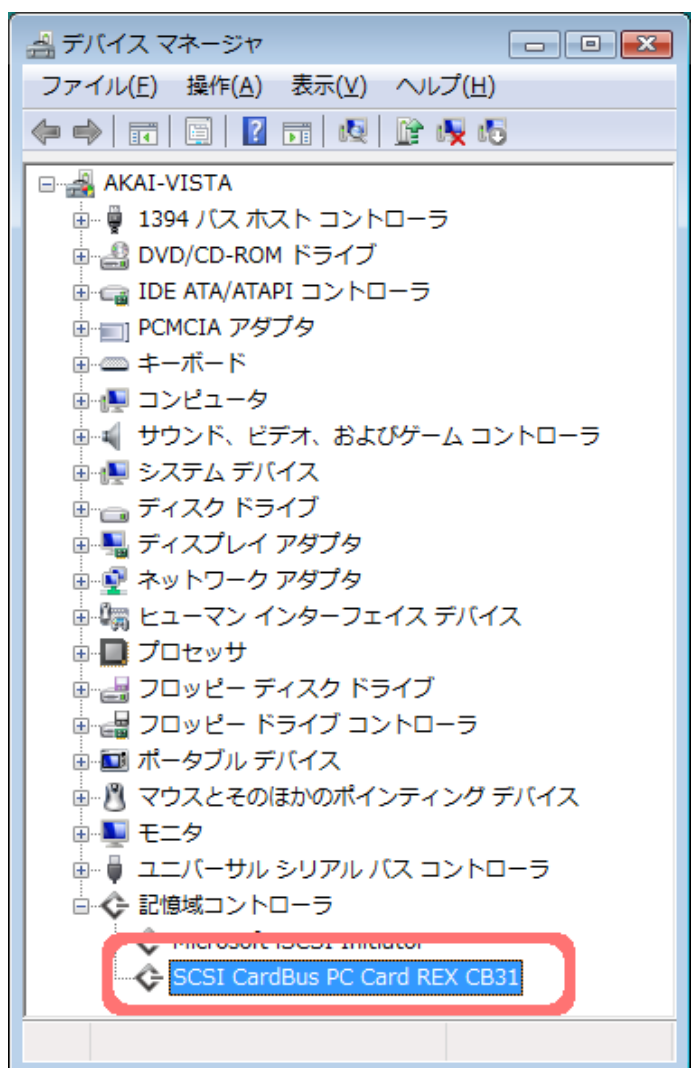 デバイス マネージャ
ファイル(F) 操作(A) 表示(V) ヘルプ(H)
AKAI-VISTA
1394 バス ホスト コントローラ
DVD/CD-ROM ドライブ
IDE ATA/ATAPI コントローラ
PCMCIA アダプタ
キーボード
コンピュータ
サウンド、ビデオ、およびゲーム コントローラ
システム デバイス
ディスク ドライブ
ディスプレイ アダプタ
ネットワーク アダプタ
ヒューマン インターフェイス デバイス
プロセッサ
フロッピー ディスク ドライブ
フロッピー ドライブ コントローラ
ポータブル デバイス
マウスとそのほかのポインティング デバイス
モニタ
ユニバーサル シリアル バス コントローラ
記憶域コントローラ
Microsoft iSCSI Initiator
SCSI CardBus PC Card REX CB31